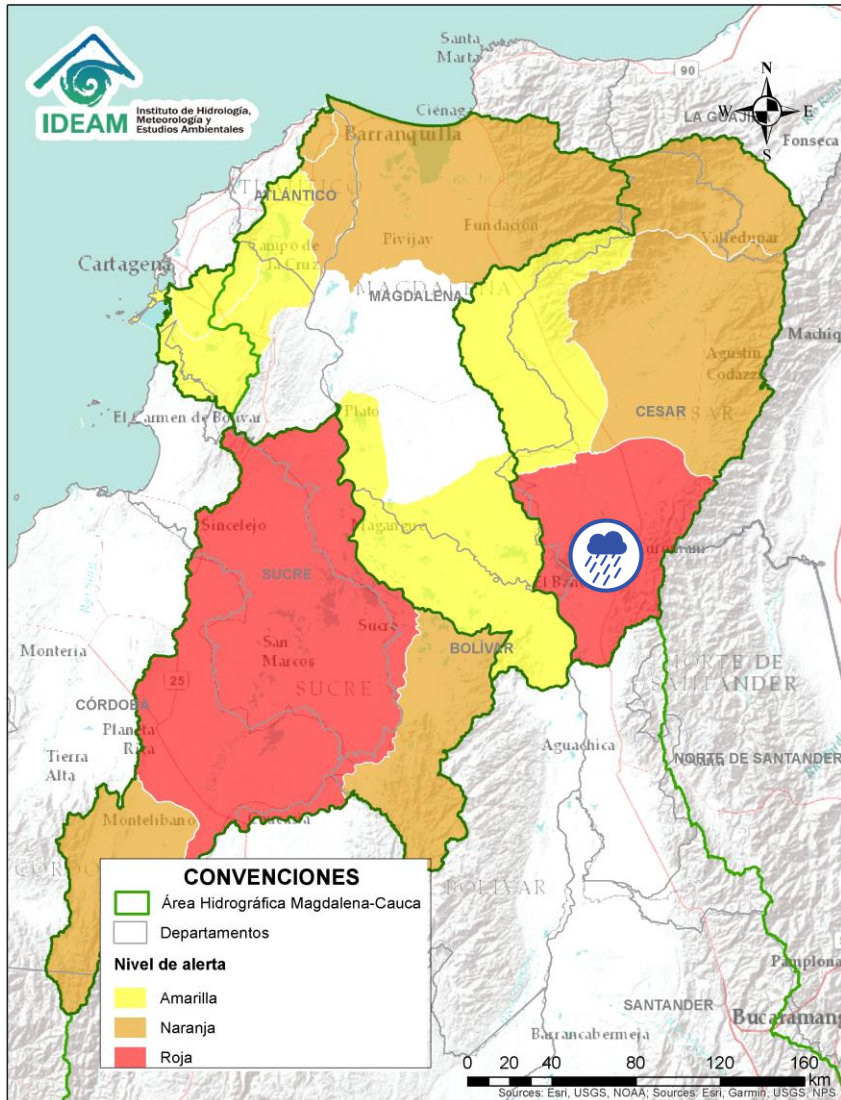 IDEAM
Instituto de Hidrología,
Meteorología y
Estudios Ambientales
Santa
Marta
90
N
W E
S
LA GUAJI
Ciénaga
Barranquilla
Fonseca
ATLÁNTICO
Fundación
Pivijay
Valledupar
Campo de
la Cruz
Cartagena
MAGDALENA
MAGDALENA
Machiq
Agustín
Codazzi
El Carmen de Bolívar
Plato
CESAR
CESAR
Sincelejo
Magangué
SUCRE
El Ban
Montería
Sucre
San
Marcos
BOLÍVAR
25
SUCRE
NORTE DE
SANTANDER
CÓRDOBA
Planeta
Rica
Tierra
Alta
Aguachica
NORTE DE SANTANDER
Montelíbano
BOLÍVAR
CONVENCIONES
Área Hidrográfica Magdalena-Cauca
Departamentos
Nivel de alerta
Amarilla
Naranja
Roja
Pamplona
SANTANDER
Bucaramang
Barrancabermeja
0 20 40 80 120 160
km
Sources: Esri, USGS, NOAA; Sources: Esri, Garmin, USGS, NPS